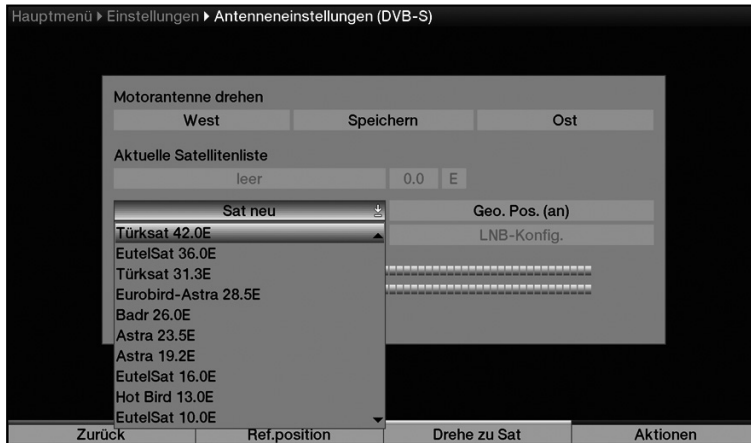 Hauptmenü Einstellungen Antenneneinstellungen (DVB-S)
Motorantenne drehen
West Speichern Ost
Aktuelle Satellitenliste
leer 0.0 E
Sat neu Geo. Pos. (an)
Türksat 42.0E LNB-Konfig.
EutelSat 36.0E
Türksat 31.3E
Eurobird-Astra 28.5E
Badr 26.0E
Astra 23.5E
Astra 19.2E
EutelSat 16.0E
Hot Bird 13.0E
EutelSat 10.0E
Zurück Ref.position Drehe zu Sat Aktionen